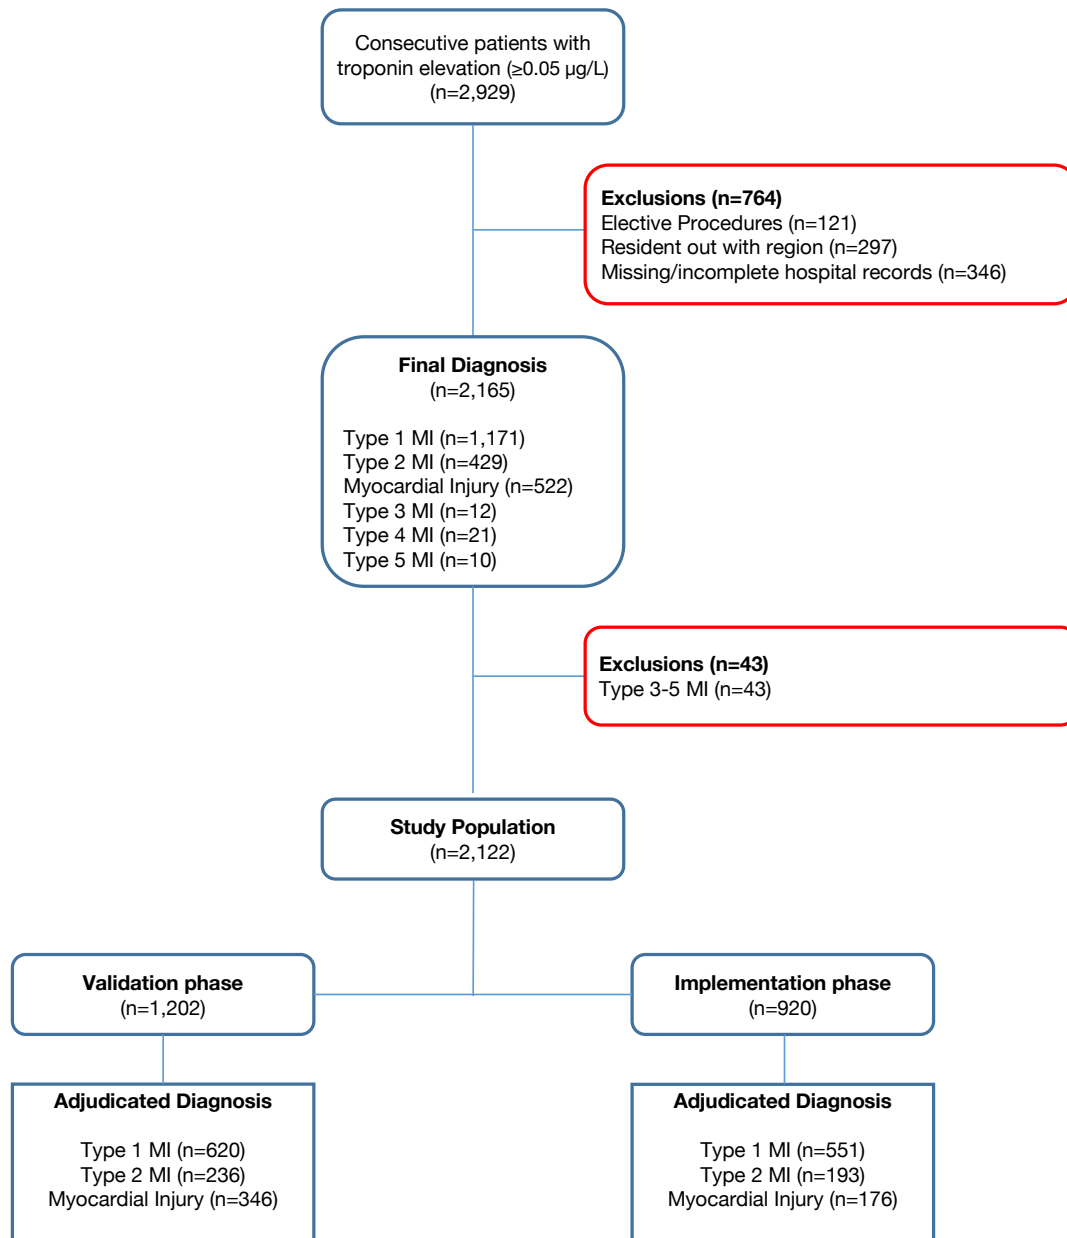 Consecutive patients with
troponin elevation (≥0.05 µg/L)
(n=2,929)
Exclusions (n=764)
Elective Procedures (n=121)
Resident out with region (n=297)
Missing/incomplete hospital records (n=346)
Final Diagnosis
(n=2,165)
Type 1 MI (n=1,171)
Type 2 MI (n=429)
Myocardial Injury (n=522)
Type 3 MI (n=12)
Type 4 MI (n=21)
Type 5 MI (n=10)
Exclusions (n=43)
Type 3-5 MI (n=43)
Study Population
(n=2,122)
Validation phase
(n=1,202)
Implementation phase
(n=920)
Adjudicated Diagnosis
Type 1 MI (n=620)
Type 2 MI (n=236)
Myocardial Injury (n=346)
Adjudicated Diagnosis
Type 1 MI (n=551)
Type 2 MI (n=193)
Myocardial Injury (n=176)